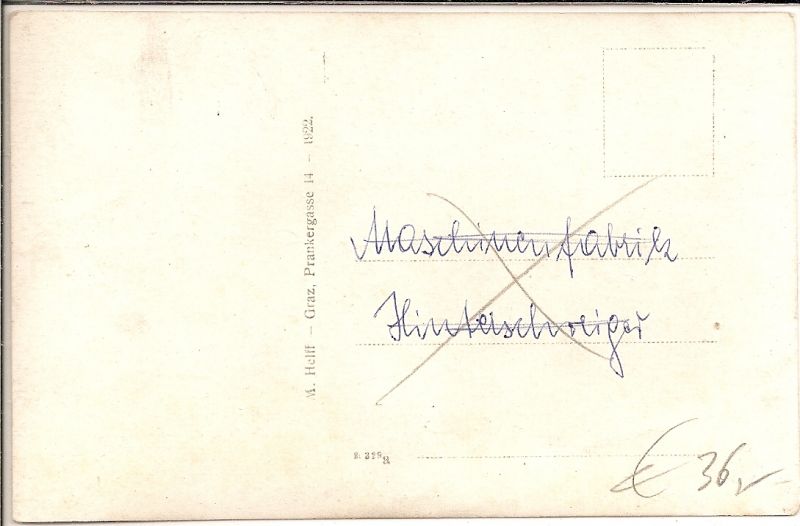 M. Helff – Graz, Prankergasse 14 – 1922.
Maschinenfabrik
Hinterschweiger
€ 36,-